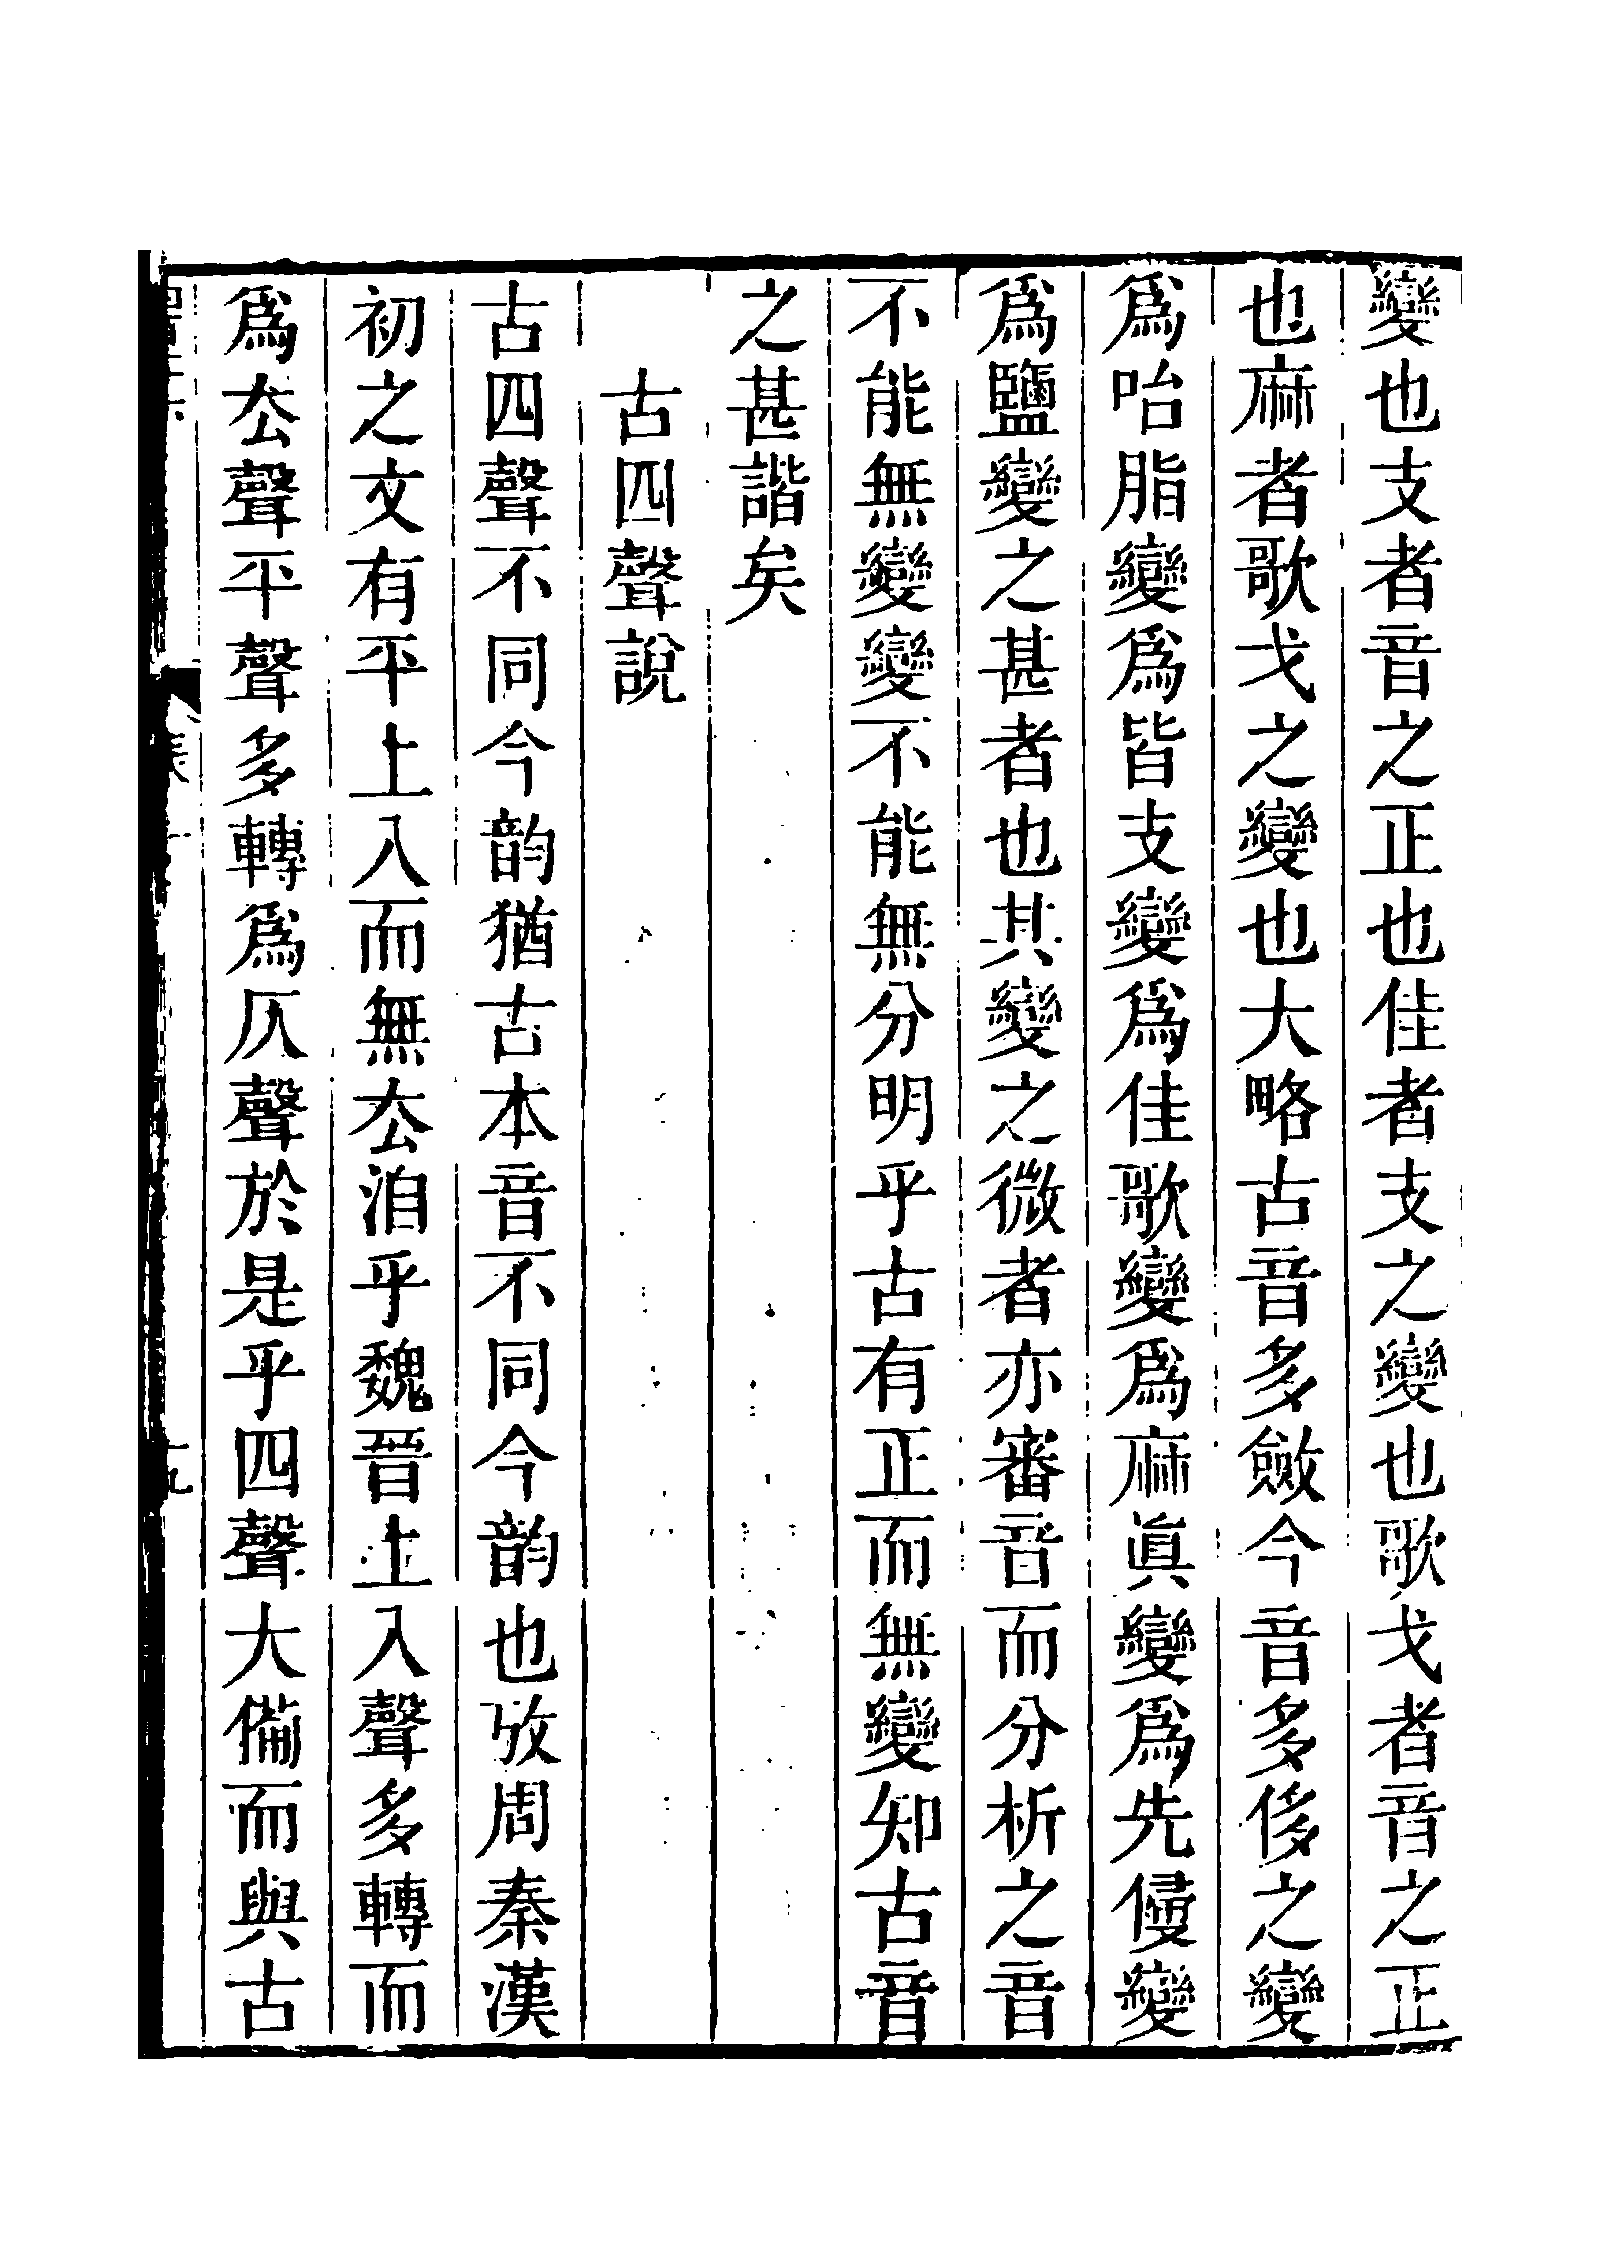 變也支者音之正也佳者支之變也歌戈者音之正
也麻者歌戈之變也大略古音多斂今音多侈之變
爲咍脂變爲皆支變爲佳歌變爲麻眞變爲先侵變
爲鹽變之甚者也其變之微者亦審音而分析之音
不能無變變不能無分明乎古有正而無變知古音
之甚諧矣
古四聲說
古四聲不同今韵猶古本音不同今韵也攷周秦漢
初之文有平上入而無厺洎乎魏晉上入聲多轉而
爲厺聲平聲多轉爲仄聲於是乎四聲大備而與古